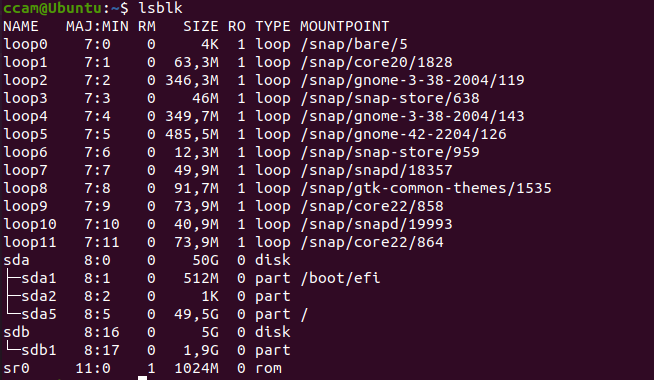 ccam@Ubuntu:~$ lsblk
NAME   MAJ:MIN RM   SIZE RO TYPE MOUNTPOINT
loop0    7:0    0     4K  1 loop /snap/bare/5
loop1    7:1    0  63,3M  1 loop /snap/core20/1828
loop2    7:2    0 346,3M  1 loop /snap/gnome-3-38-2004/119
loop3    7:3    0    46M  1 loop /snap/snap-store/638
loop4    7:4    0 349,7M  1 loop /snap/gnome-3-38-2004/143
loop5    7:5    0 485,5M  1 loop /snap/gnome-42-2204/126
loop6    7:6    0  12,3M  1 loop /snap/snap-store/959
loop7    7:7    0  49,9M  1 loop /snap/snapd/18357
loop8    7:8    0  91,7M  1 loop /snap/gtk-common-themes/1535
loop9    7:9    0  73,9M  1 loop /snap/core22/858
loop10   7:10   0  40,9M  1 loop /snap/snapd/19993
loop11   7:11   0  73,9M  1 loop /snap/core22/864
sda      8:0    0    50G  0 disk
├─sda1   8:1    0   512M  0 part /boot/efi
├─sda2   8:2    0     1K  0 part
└─sda5   8:5    0  49,5G  0 part /
sdb      8:16   0     5G  0 disk
└─sdb1   8:17   0   1,9G  0 part
sr0     11:0    1  1024M  0 rom